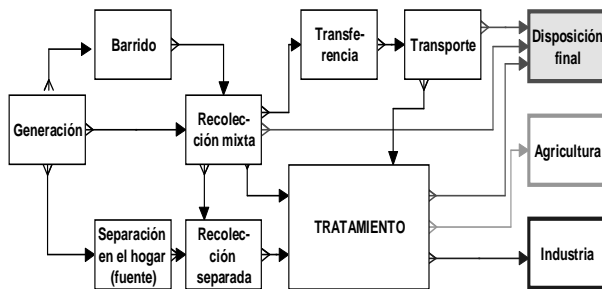 Barrido
Transfe-
rencia
Transporte
Disposición
final
Generación
Recolec-
ción mixta
Agricultura
Separación
en el hogar
(fuente)
Recolec-
ción
separada
TRATAMIENTO
Industria